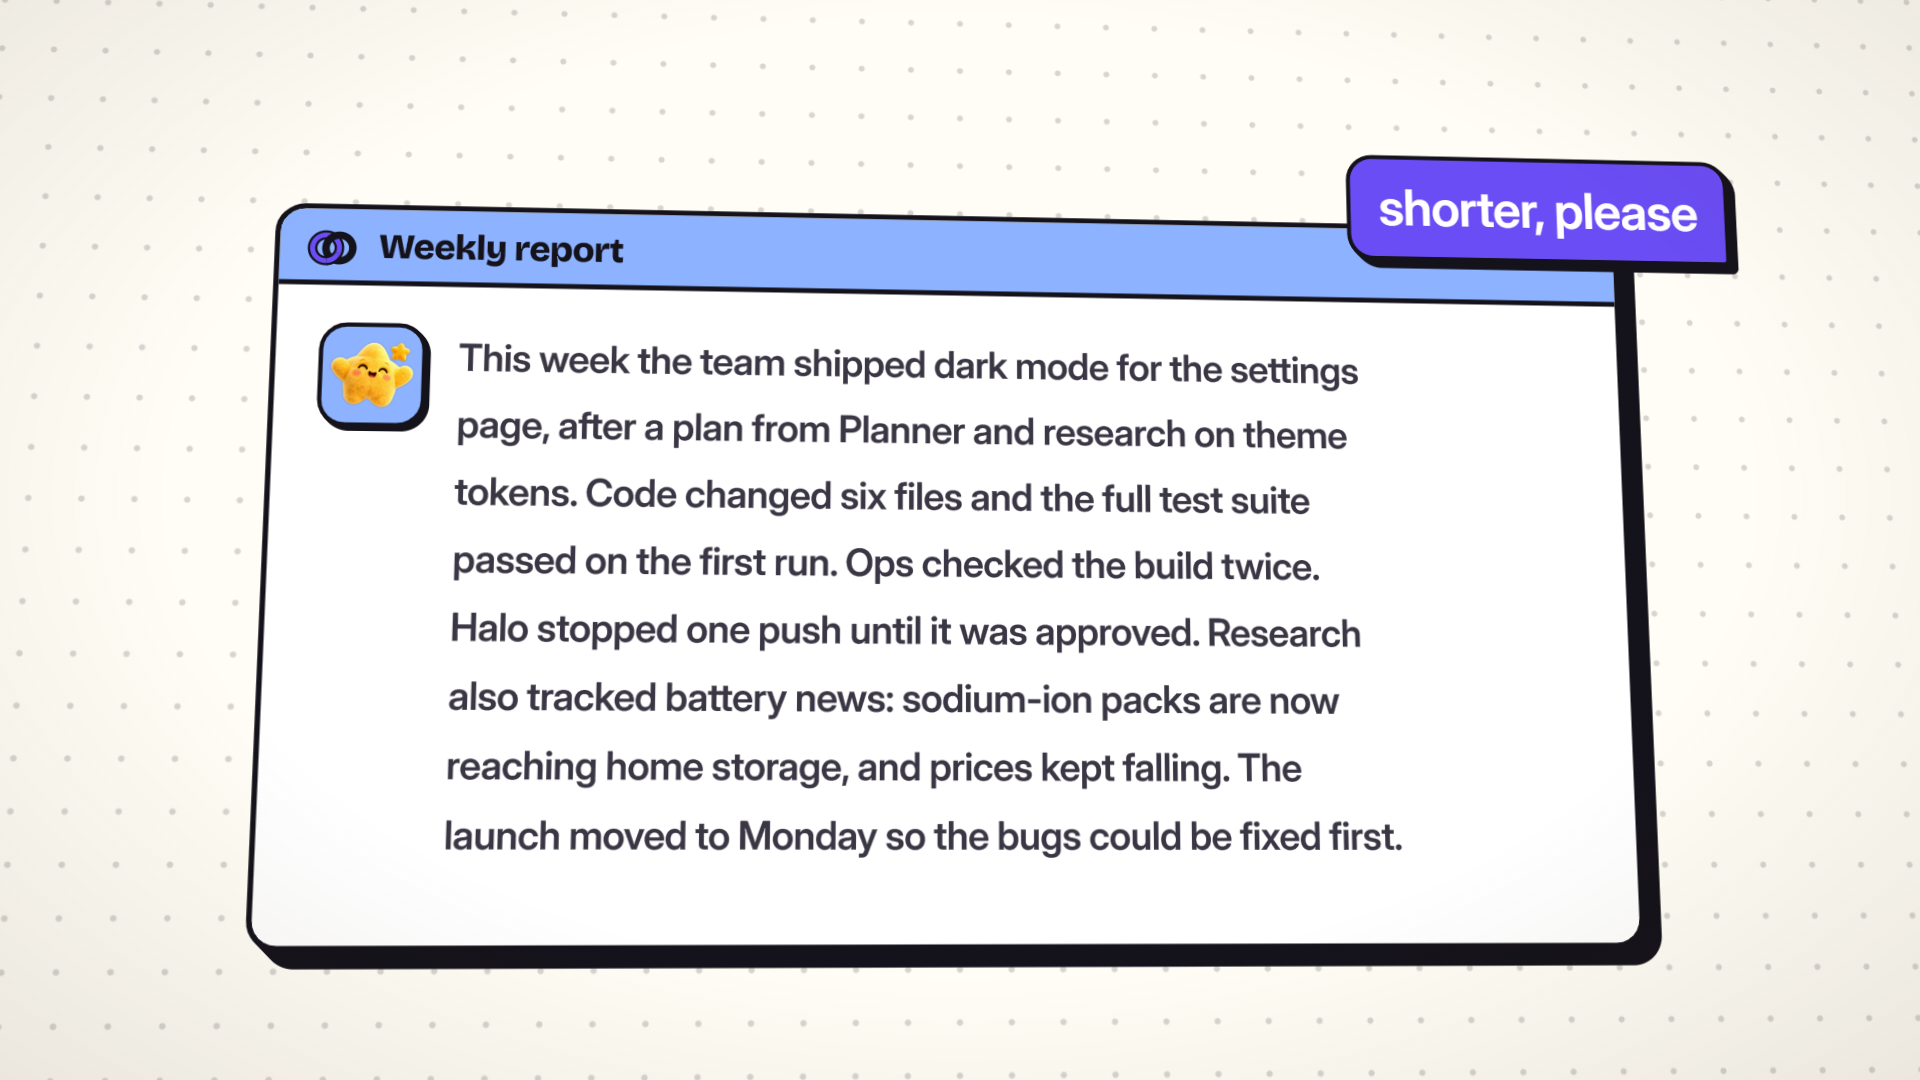 shorter, please
Weekly report
This week the team shipped dark mode for the settings
page, after a plan from Planner and research on theme
tokens. Code changed six files and the full test suite
passed on the first run. Ops checked the build twice.
Halo stopped one push until it was approved. Research
also tracked battery news: sodium-ion packs are now
reaching home storage, and prices kept falling. The
launch moved to Monday so the bugs could be fixed first.